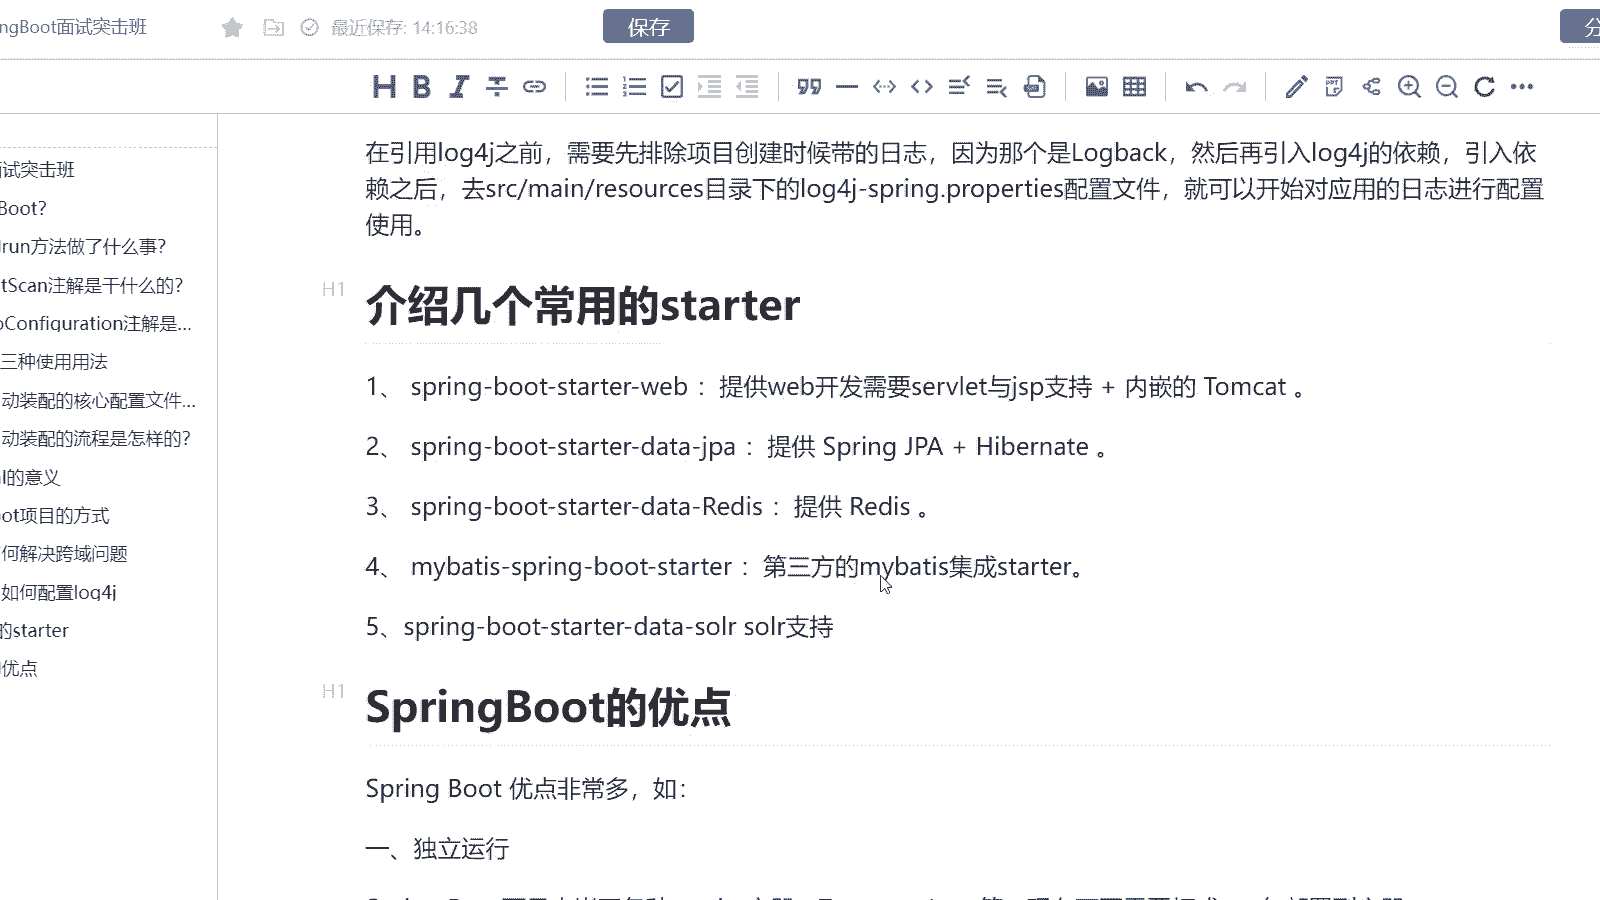 ngBoot面试突击班
最近保存: 14:16:38
保存
分
试突击班
Boot?
run方法做了什么事?
tScan注解是干什么的?
oConfiguration注解是...
三种使用用法
动装配的核心配置文件...
动装配的流程是怎样的?
的意义
ot项目的方式
何解决跨域问题
如何配置log4j
的starter
优点
在引用log4j之前，需要先排除项目创建时候带的日志，因为那个是Logback，然后再引入log4j的依赖，引入依
赖之后，去src/main/resources目录下的log4j-spring.properties配置文件，就可以开始对应用的日志进行配置
使用。
H1
介绍几个常用的starter
1、 spring-boot-starter-web ：提供web开发需要servlet与jsp支持 + 内嵌的 Tomcat 。
2、 spring-boot-starter-data-jpa ：提供 Spring JPA + Hibernate 。
3、 spring-boot-starter-data-Redis ：提供 Redis 。
4、 mybatis-spring-boot-starter ：第三方的mybatis集成starter。
5、spring-boot-starter-data-solr solr支持
H1
SpringBoot的优点
Spring Boot 优点非常多，如：
一、独立运行